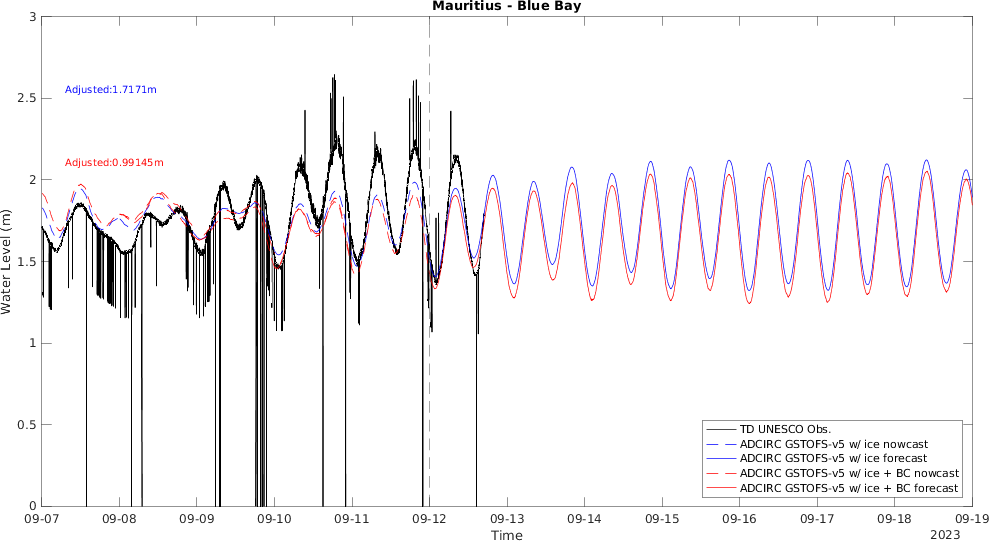 Mauritius - Blue Bay
3
2.5
2
1.5
1
0.5
0
Water Level (m)
Adjusted:1.7171m
Adjusted:0.99145m
TD UNESCO Obs.
ADCIRC GSTOFS-v5 w/ ice nowcast
ADCIRC GSTOFS-v5 w/ ice forecast
ADCIRC GSTOFS-v5 w/ ice + BC nowcast
ADCIRC GSTOFS-v5 w/ ice + BC forecast
09-07 09-08 09-09 09-10 09-11 09-12 09-13 09-14 09-15 09-16 09-17 09-18 09-19
Time
2023